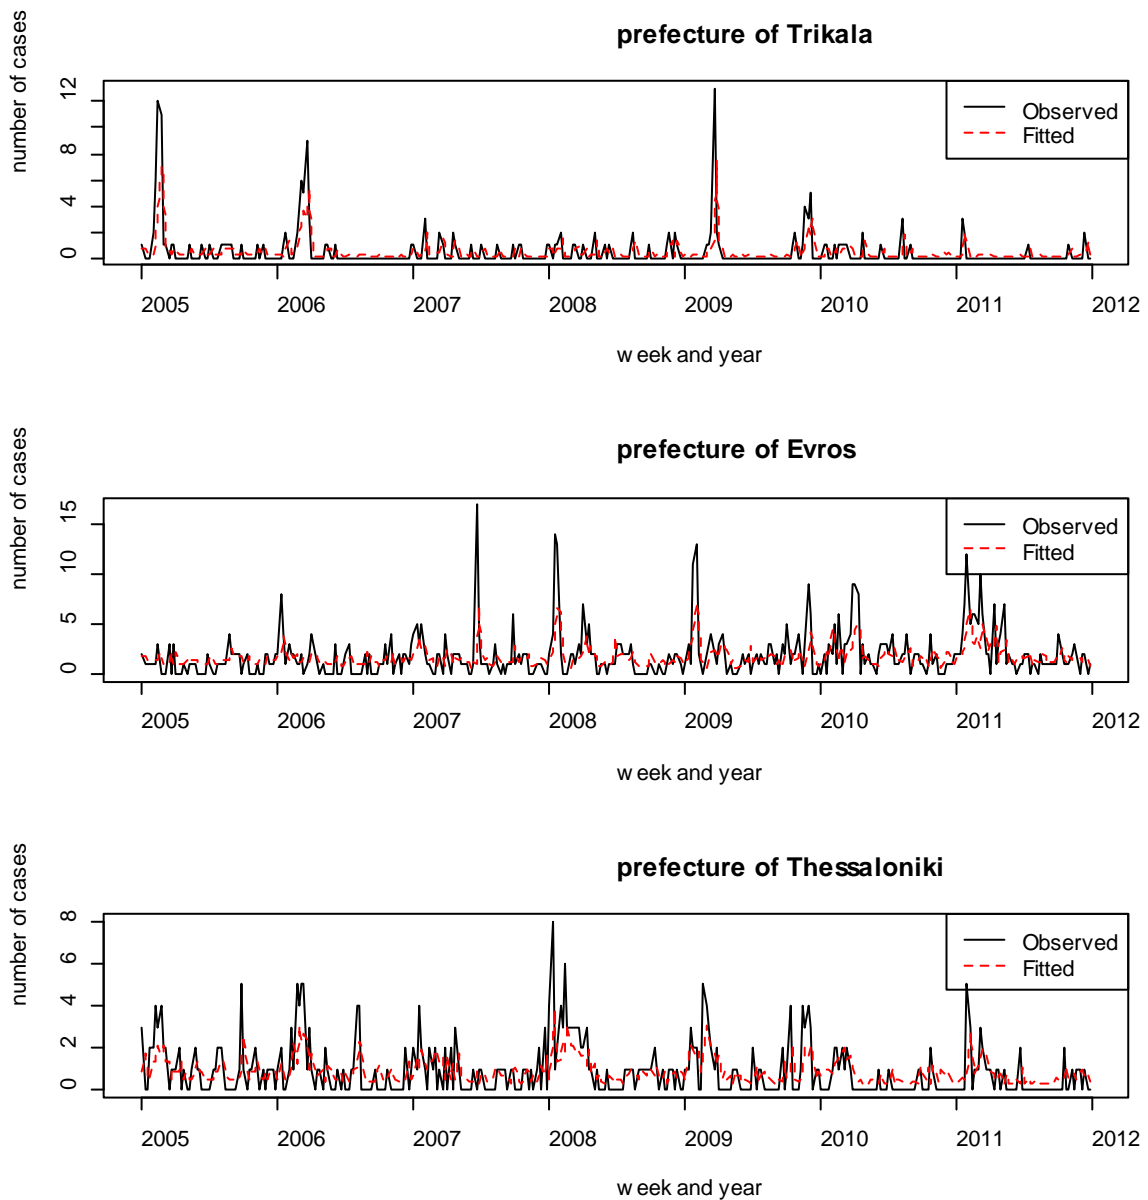 prefecture of Trikala
number of cases
12
8
4
0
Observed
Fitted
2005 2006 2007 2008 2009 2010 2011 2012
week and year
prefecture of Evros
number of cases
15
10
5
0
Observed
Fitted
2005 2006 2007 2008 2009 2010 2011 2012
week and year
prefecture of Thessaloniki
number of cases
8
6
4
2
0
Observed
Fitted
2005 2006 2007 2008 2009 2010 2011 2012
week and year